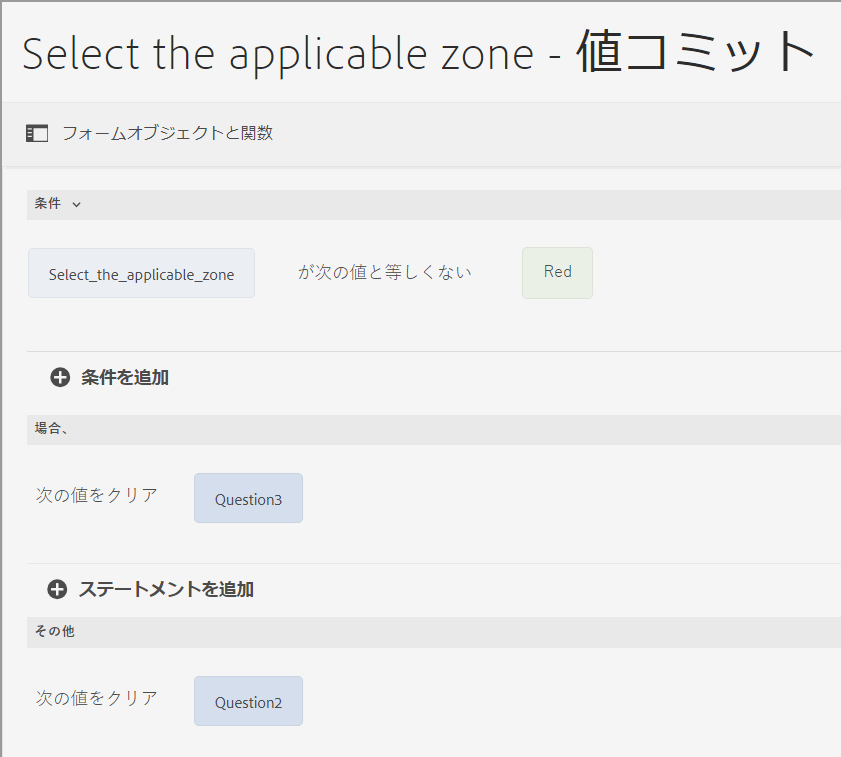 Select the applicable zone - 値コミット
フォームオブジェクトと関数
条件
Select_the_applicable_zone が次の値と等しくない Red
条件を追加
場合、
次の値をクリア Question3
ステートメントを追加
その他
次の値をクリア Question2